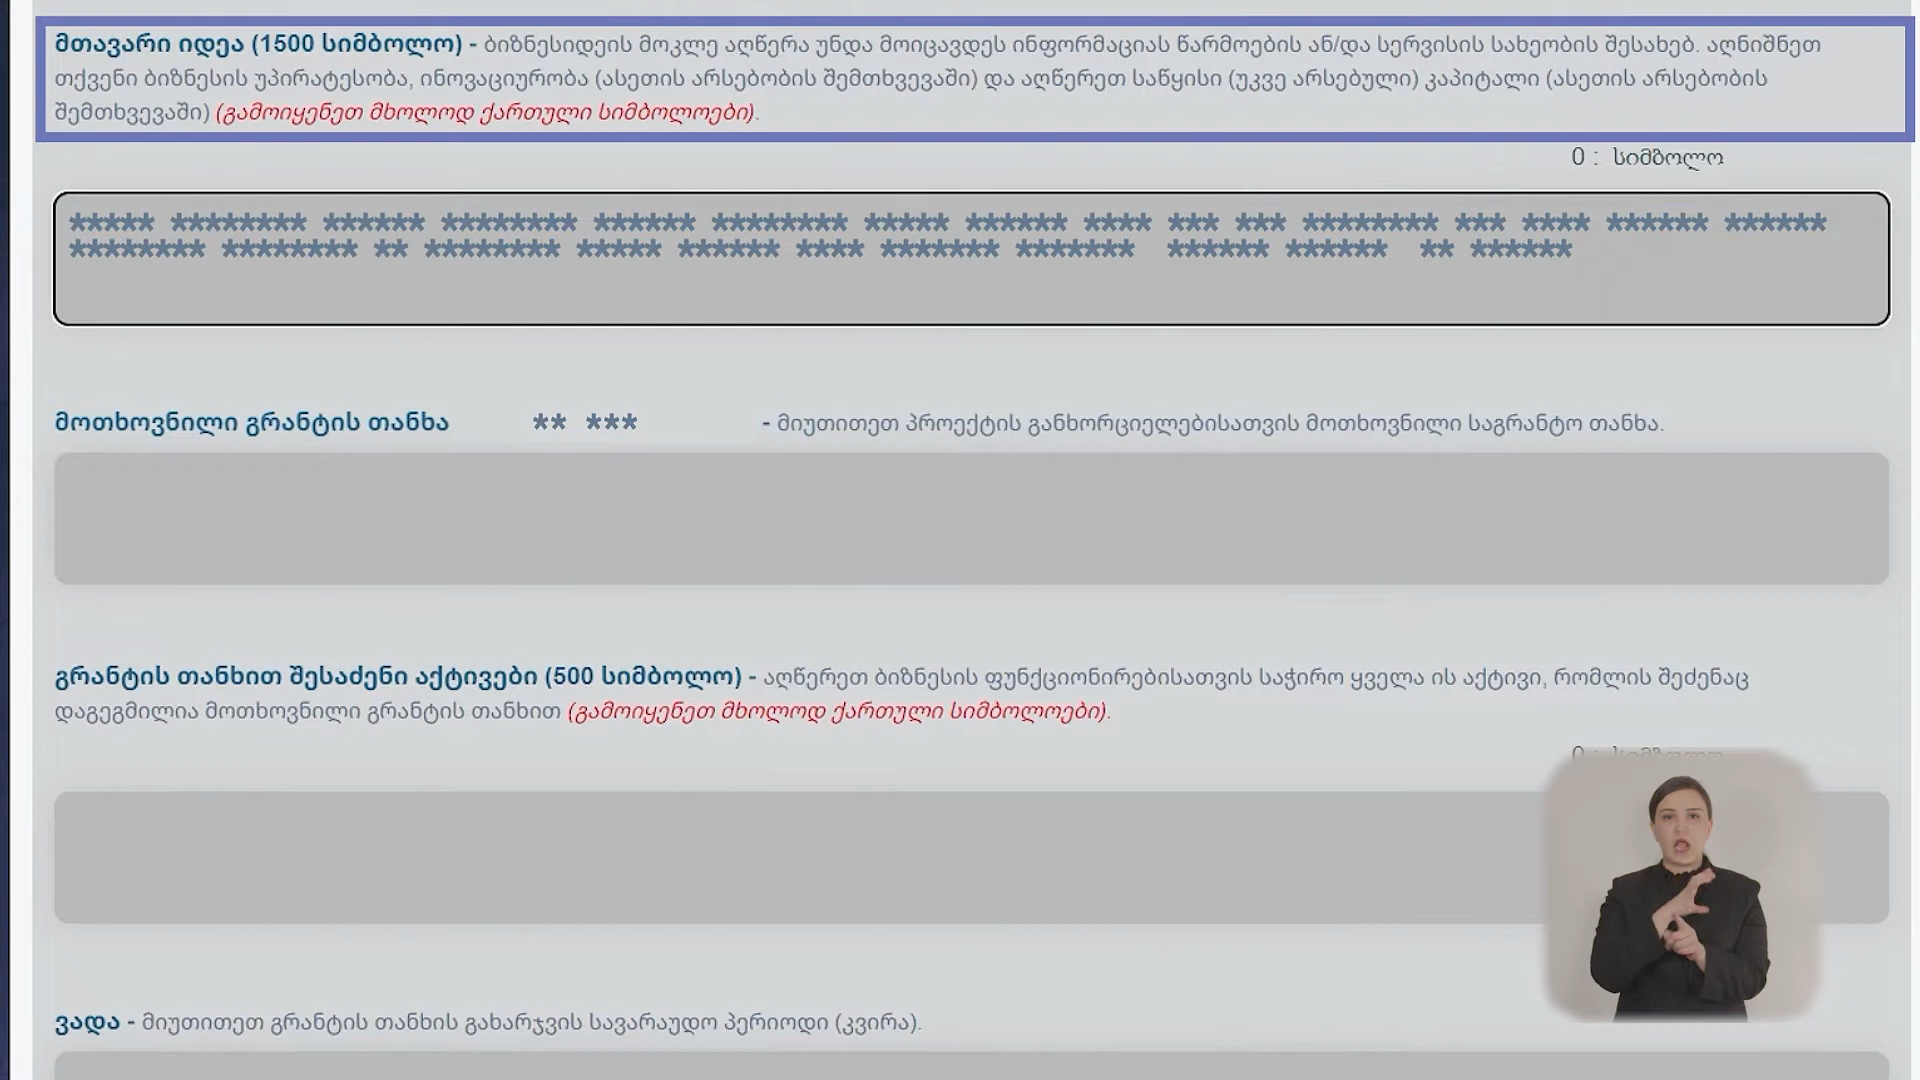 მთავარი იდეა (1500 სიმბოლო) - ბიზნესიდეის მოკლე აღწერა უნდა მოიცავდეს ინფორმაციას წარმოების ან/და სერვისის სახეობის შესახებ. აღნიშნეთ
თქვენი ბიზნესის უპირატესობა, ინოვაციურობა (ასეთის არსებობის შემთხვევაში) და აღწერეთ საწყისი (უკვე არსებული) კაპიტალი (ასეთის არსებობის
შემთხვევაში) (გამოიყენეთ მხოლოდ ქართული სიმბოლოები).
0 : სიმბოლო
***** ******** ****** ******** ****** ******** ***** ****** **** *** *** ******** *** **** ****** ******
******** ******** ** ******** ***** ****** **** ******* ******* ****** ****** ** ******
მოთხოვნილი გრანტის თანხა ** *** - მიუთითეთ პროექტის განხორციელებისათვის მოთხოვნილი საგრანტო თანხა.
გრანტის თანხით შესაძენი აქტივები (500 სიმბოლო) - აღწერეთ ბიზნესის ფუნქციონირებისათვის საჭირო ყველა ის აქტივი, რომლის შეძენაც
დაგეგმილია მოთხოვნილი გრანტის თანხით (გამოიყენეთ მხოლოდ ქართული სიმბოლოები).
0 : სიმბოლო
ვადა - მიუთითეთ გრანტის თანხის გახარჯვის სავარაუდო პერიოდი (კვირა).